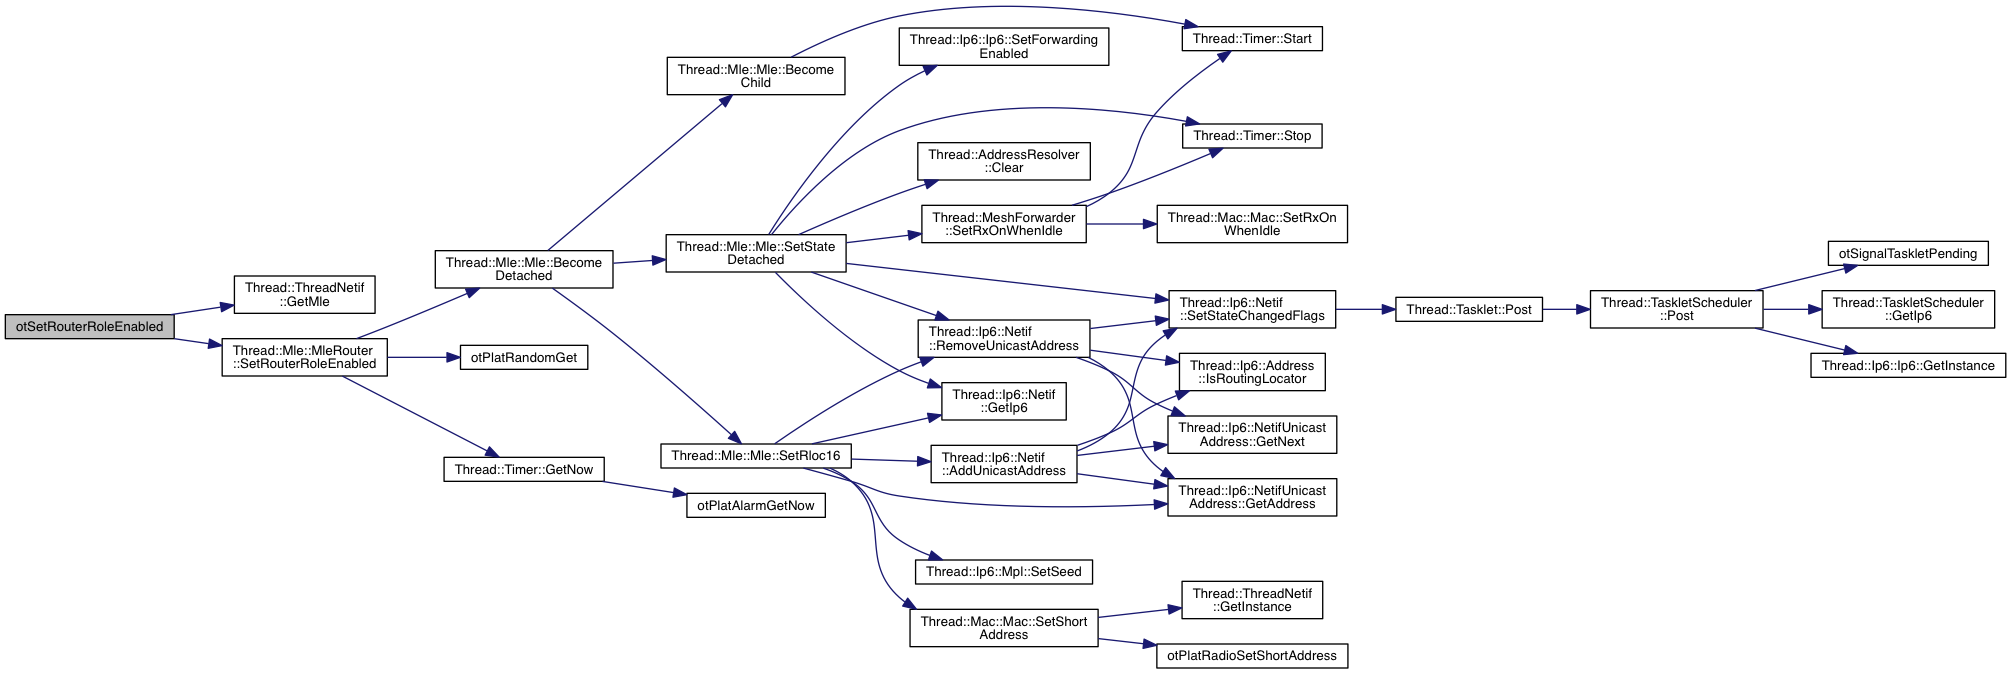 otSetRouterRoleEnabled
Thread::ThreadNetif
::GetMle
Thread::Mle::MleRouter
::SetRouterRoleEnabled
Thread::Mle::Mle::Become
Detached
otPlatRandomGet
Thread::Timer::GetNow
Thread::Mle::Mle::Become
Child
Thread::Mle::Mle::SetState
Detached
Thread::Mle::Mle::SetRloc16
otPlatAlarmGetNow
Thread::Ip6::Ip6::SetForwarding
Enabled
Thread::AddressResolver
::Clear
Thread::MeshForwarder
::SetRxOnWhenIdle
Thread::Ip6::Netif
::RemoveUnicastAddress
Thread::Ip6::Netif
::GetIp6
Thread::Ip6::Netif
::AddUnicastAddress
Thread::Ip6::Mpl::SetSeed
Thread::Mac::Mac::SetShort
Address
Thread::Timer::Start
Thread::Timer::Stop
Thread::Mac::Mac::SetRxOn
WhenIdle
Thread::Ip6::Netif
::SetStateChangedFlags
Thread::Ip6::Address
::IsRoutingLocator
Thread::Ip6::NetifUnicast
Address::GetNext
Thread::Ip6::NetifUnicast
Address::GetAddress
Thread::ThreadNetif
::GetInstance
otPlatRadioSetShortAddress
Thread::Tasklet::Post
Thread::TaskletScheduler
::Post
otSignalTaskletPending
Thread::TaskletScheduler
::GetIp6
Thread::Ip6::Ip6::GetInstance